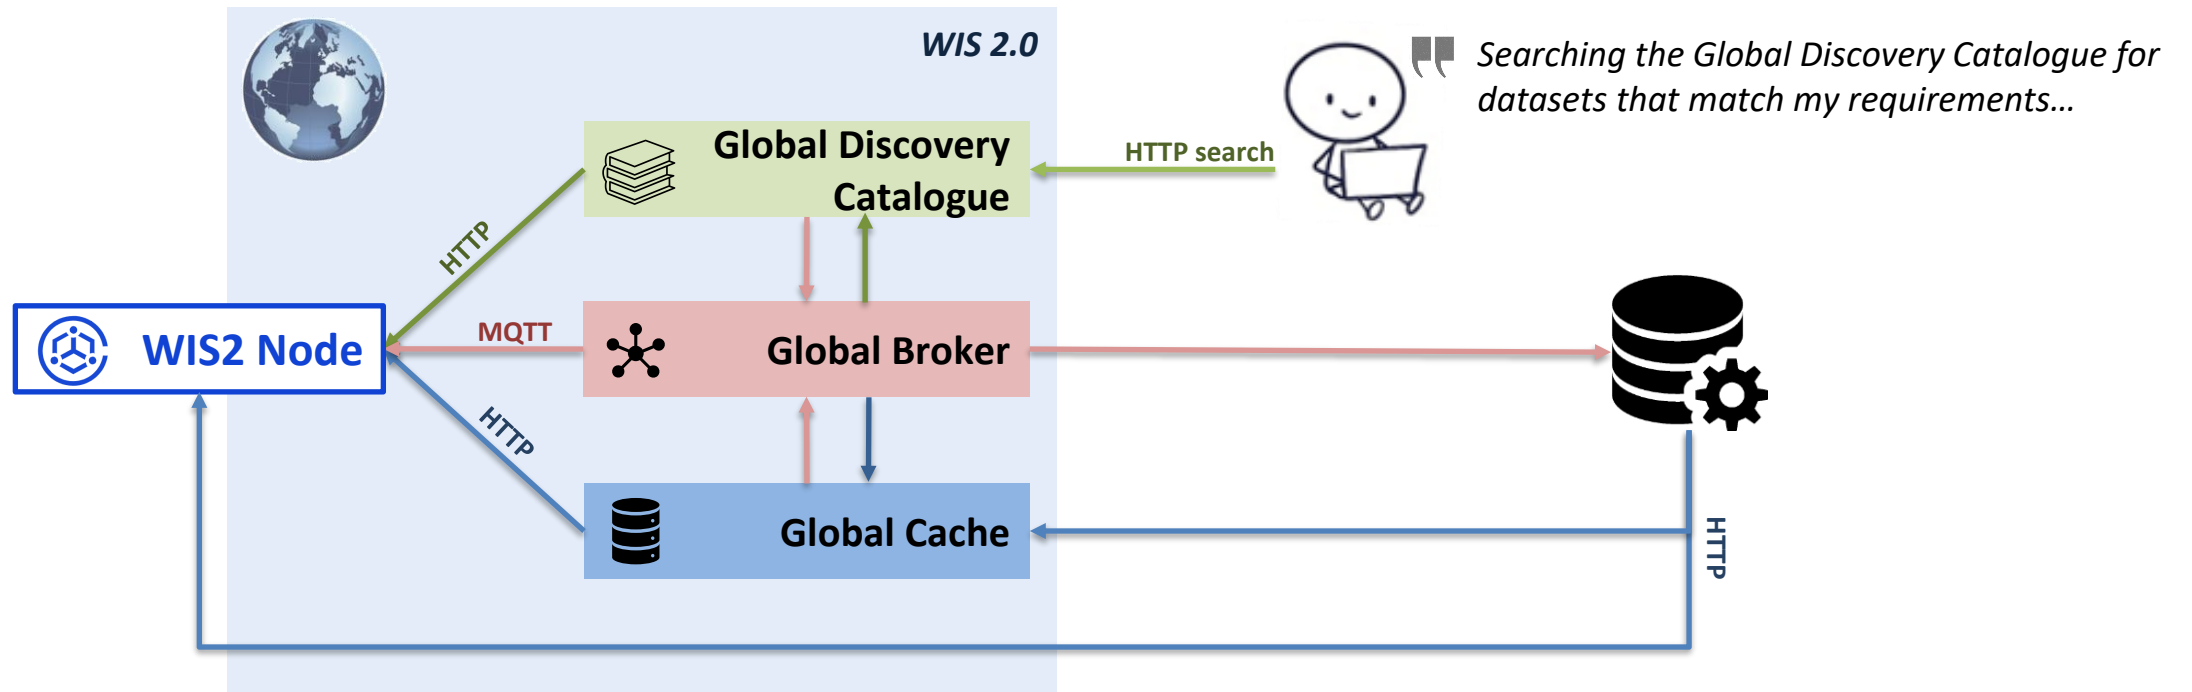 WIS 2.0
Searching the Global Discovery Catalogue for
datasets that match my requirements…
Global Discovery
Catalogue
HTTP search
HTTP
WIS2 Node
MQTT
Global Broker
HTTP
Global Cache
HTTP